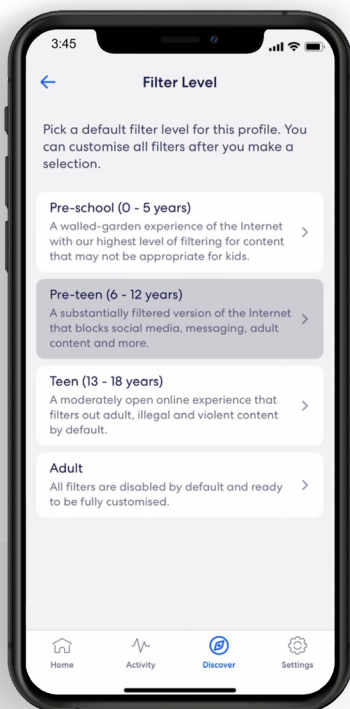 3:45
Filter Level
Pick a default filter level for this profile. You
can customise all filters after you make a
selection.
Pre-school (0 - 5 years)
A walled-garden experience of the Internet
with our highest level of filtering for content
that may not be appropriate for kids.
Pre-teen (6 - 12 years)
A substantially filtered version of the Internet
that blocks social media, messaging, adult
content and more.
Teen (13 - 18 years)
A moderately open online experience that
filters out adult, illegal and violent content
by default.
Adult
All filters are disabled by default and ready
to be fully customised.
Home Activity Discover Settings